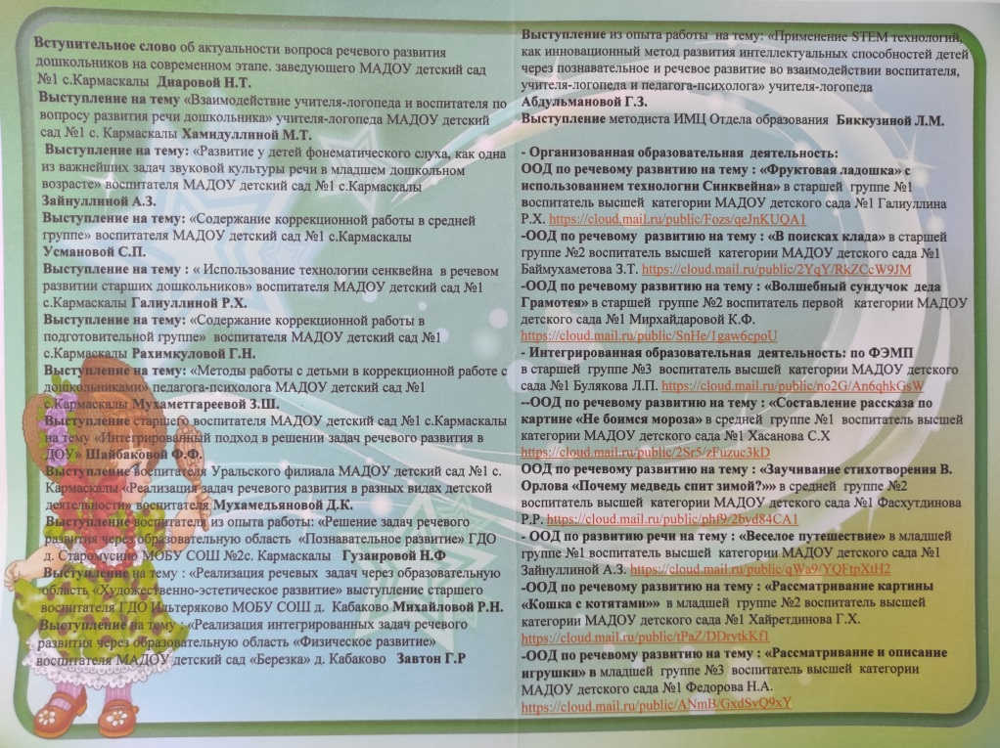 Вступительное слово об актуальности вопроса речевого развития
дошкольников на современном этапе. заведующего МАДОУ детский сад
№1 с.Кармаскалы Диаровой Н.Т.
Выступление на тему «Взаимодействие учителя-логопеда и воспитателя по
вопросу развития речи дошкольника» учителя-логопеда МАДОУ детский
сад №1 с. Кармаскалы Хамидуллиной М.Т.
Выступление на тему: «Развитие у детей фонематического слуха, как одна
из важнейших задач звуковой культуры речи в младшем дошкольном
возрасте» воспитателя МАДОУ детский сад №1 с.Кармаскалы
Зайнуллиной А.З.
Выступление на тему: «Содержание коррекционной работы в средней
группе» воспитателя МАДОУ детский сад №1 с.Кармаскалы
Усмановой С.П.
Выступление на тему : « Использование технологии сенквейна в речевом
развитии старших дошкольников» воспитателя МАДОУ детский сад №1
с.Кармаскалы Галиуллиной Р.Х.
Выступление на тему: «Содержание коррекционной работы в
подготовительной группе» воспитателя МАДОУ детский сад №1
с.Кармаскалы Рахимкуловой Г.Н.
Выступление на тему: «Методы работы с детьми в коррекционной работе с
дошкольниками» педагога-психолога МАДОУ детский сад №1
с.Кармаскалы Мухаметгареевой З.Ш.
Выступление старшего воспитателя МАДОУ детский сад №1 с.Кармаскалы
на тему «Интегрированный подход в решении задач речевого развития в
ДОУ» Шайбаковой Ф.Ф.
Выступление воспитателя Уральского филиала МАДОУ детский сад №1 с.
Кармаскалы «Реализация задач речевого развития в разных видах детской
деятельности» воспитателя Мухамедьяновой Д.К.
Выступление воспитателя из опыта работы: «Решение задач речевого
развития через образовательную область «Познавательное развитие» ГДО
д. Старомусино МОБУ СОШ №2с. Кармаскалы Гузаировой Н.Ф
Выступление на тему : «Реализация речевых задач через образовательную
область «Художественно-эстетическое развитие» выступление старшего
воспитателя ГДО Ильтеряково МОБУ СОШ д. Кабаково Михайловой Р.Н.
Выступление на тему : «Реализация интегрированных задач речевого
развития через образовательную область «Физическое развитие»
воспитателя МАДОУ детский сад «Березка» д. Кабаково Завтон Г.Р
Выступление из опыта работы на тему: «Применение STEM технологий,
как инновационный метод развития интеллектуальных способностей детей
через познавательное и речевое развитие во взаимодействии воспитателя,
учителя-логопеда и педагога-психолога» учителя-логопеда
Абдульмановой Г.З.
Выступление методиста ИМЦ Отдела образования Биккузиной Л.М.
- Организованная образовательная деятельность:
ООД по речевому развитию на тему : «Фруктовая ладошка» с
использованием технологии Синквейна» в старшей группе №1
воспитатель высшей категории МАДОУ детского сада №1 Галиуллина
Р.Х. https://cloud.mail.ru/public/Fozs/qeJnKUQA1
-ООД по речевому развитию на тему : «В поисках клада» в старшей
группе №2 воспитатель высшей категории МАДОУ детского сада №1
Баймухаметова З.Т. https://cloud.mail.ru/public/2YqY/RkZCcW9JM
-ООД по речевому развитию на тему : «Волшебный сундучок деда
Грамотея» в старшей группе №2 воспитатель первой категории МАДОУ
детского сада №1 Мирхайдаровой К.Ф.
https://cloud.mail.ru/public/SnHe/1gaw6cpoU
- Интегрированная образовательная деятельность: по ФЭМП
в старшей группе №3 воспитатель высшей категории МАДОУ детского
сада №1 Булякова Л.П. https://cloud.mail.ru/public/no2G/An6qhkGsW
--ООД по речевому развитию на тему : «Составление рассказа по
картине «Не боимся мороза» в средней группе №1 воспитатель высшей
категории МАДОУ детского сада №1 Хасанова С.Х
https://cloud.mail.ru/public/2Sr5/zFuzuc3kD
ООД по речевому развитию на тему : «Заучивание стихотворения В.
Орлова «Почему медведь спит зимой?»» в средней группе №2
воспитатель высшей категории МАДОУ детского сада №1 Фасхутдинова
Р.Р. https://cloud.mail.ru/public/phf9/2byd84CA1
- ООД по развитию речи на тему : «Веселое путешествие» в младшей
группе №1 воспитатель высшей категории МАДОУ детского сада №1
Зайнуллиной А.З. https://cloud.mail.ru/public/qWa9/YQFtpXtH2
-ООД по речевому развитию на тему : «Рассматривание картины
«Кошка с котятами»» в младшей группе №2 воспитатель высшей
категории МАДОУ детского сада №1 Хайретдинова Г.Х.
https://cloud.mail.ru/public/tPaZ/DDrytkKf1
-ООД по речевому развитию на тему : «Рассматривание и описание
игрушки» в младшей группе №3 воспитатель высшей категории
МАДОУ детского сада №1 Федорова Н.А.
https://cloud.mail.ru/public/ANmB/GxdSvQ9xY